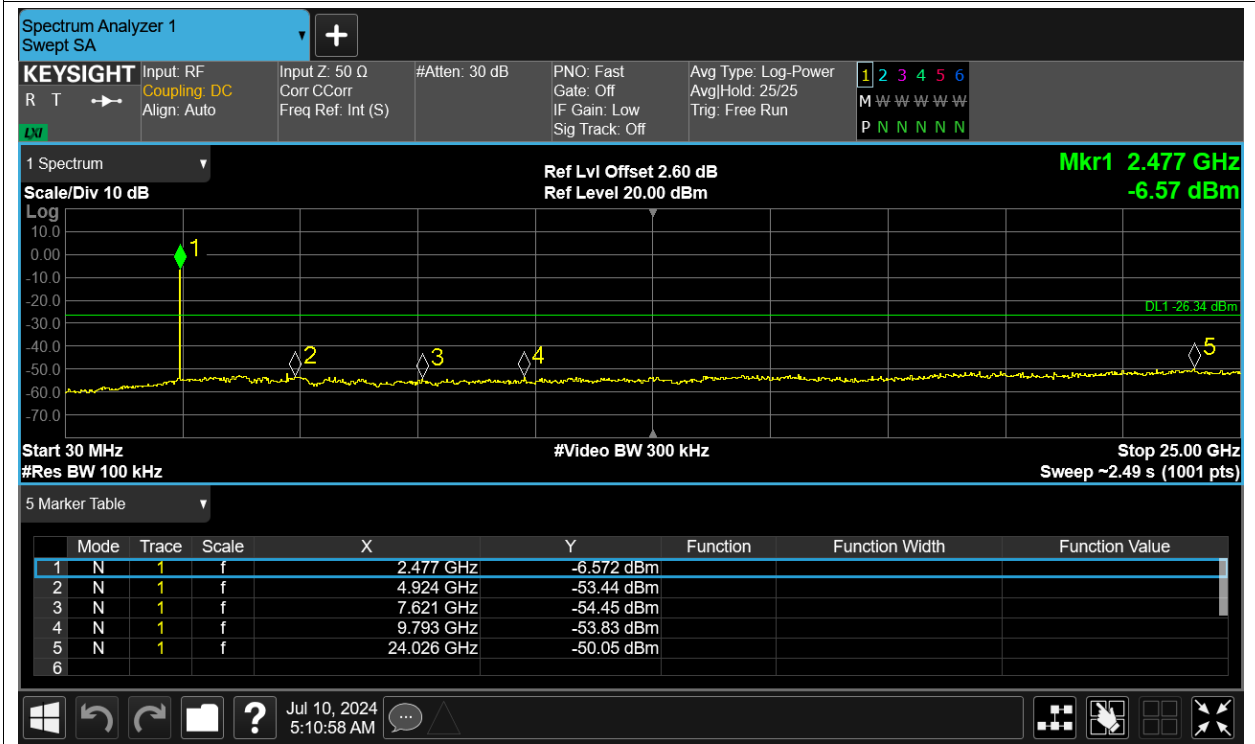 Spectrum Analyzer 1
Swept SA
KEYSIGHT
R T
LXI
Input: RF
Coupling: DC
Align: Auto
Input Z: 50 Ω
Corr CCorr
Freq Ref: Int (S)
#Atten: 30 dB
PNO: Fast
Gate: Off
IF Gain: Low
Sig Track: Off
Avg Type: Log-Power
Avg|Hold: 25/25
Trig: Free Run
1 2 3 4 5 6
M W W W W W
P N N N N N
1 Spectrum
Scale/Div 10 dB
Ref Lvl Offset 2.60 dB
Ref Level 20.00 dBm
Mkr1 2.477 GHz
-6.57 dBm
Log
10.0
0.00
-10.0
-20.0
-30.0
-40.0
-50.0
-60.0
-70.0
1
2
3
4
5
DL1 -26.34 dBm
Start 30 MHz
#Res BW 100 kHz
#Video BW 300 kHz
Stop 25.00 GHz
Sweep ~2.49 s (1001 pts)
5 Marker Table
Mode Trace Scale X Y Function Function Width Function Value
1 N 1 f 2.477 GHz -6.572 dBm
2 N 1 f 4.924 GHz -53.44 dBm
3 N 1 f 7.621 GHz -54.45 dBm
4 N 1 f 9.793 GHz -53.83 dBm
5 N 1 f 24.026 GHz -50.05 dBm
6
?
Jul 10, 2024
5:10:58 AM